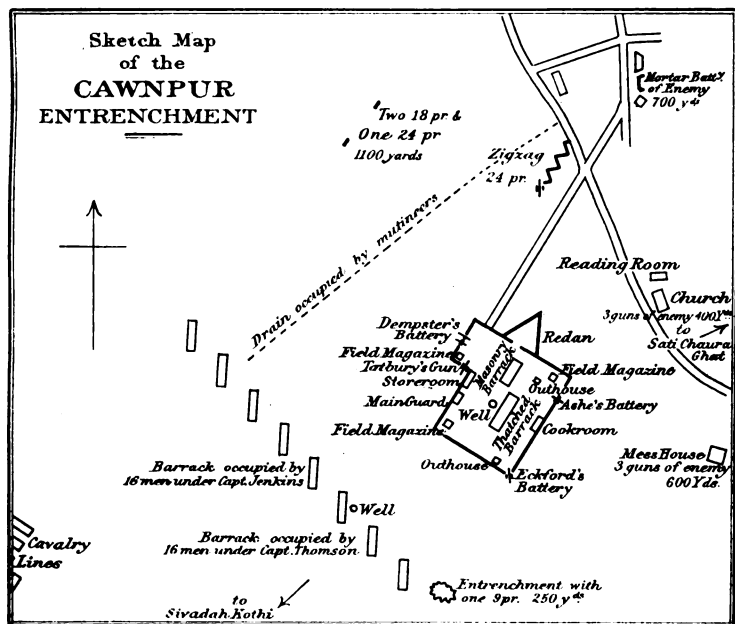 Sketch Map
of the
CAWNPUR
ENTRENCHMENT
Two 18 pr. &
One 24 pr
1100 yards
Mortar Batty.
of Enemy
700 yds
Zigzag
24 pr.
Drain occupied by mutineers
Reading Room
Church
3 guns of enemy 400 Yds
to
Sati Chaura
Ghat
Dempster's
Battery
Redan
Field Magazine
Totbury's Gun
Storeroom
Masonry
Barrack
Field Magazine
Outhouse
Main Guard
Well
Thatched
Barrack
Ashe's Battery
Cookroom
Field Magazine
Outhouse
Eckford's
Battery
Mess House
3 guns of enemy
600 Yds.
Barrack occupied by
16 men under Capt. Jenkins
Well
Barrack occupied by
16 men under Capt. Thomson
Cavalry
Lines
to
Sivadah Kothi
Entrenchment with
one 9 pr. 250 yds.